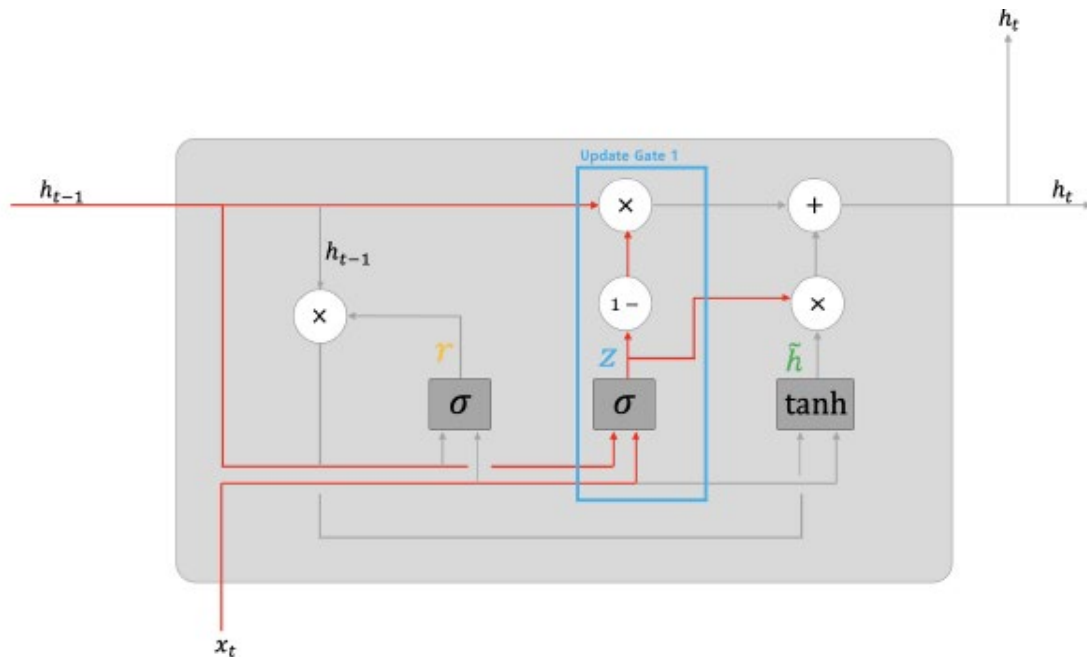 h_t
Update Gate 1
h_{t-1}
×
+
h_t
h_{t-1}
×
1 −
×
r
z
h̃
σ
σ
tanh
x_t